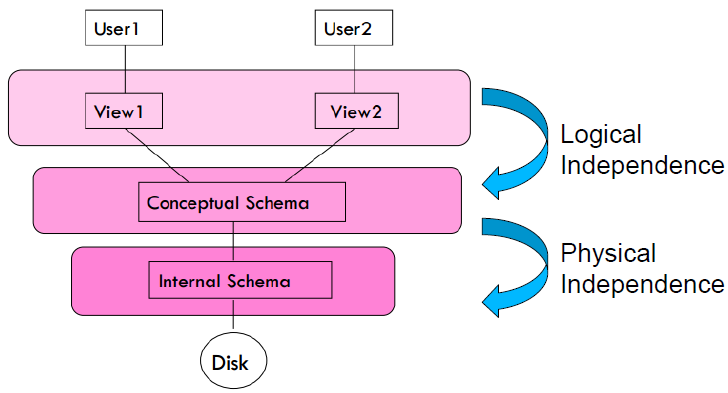 User1
User2
View1
View2
Logical
Independence
Conceptual Schema
Physical
Independence
Internal Schema
Disk